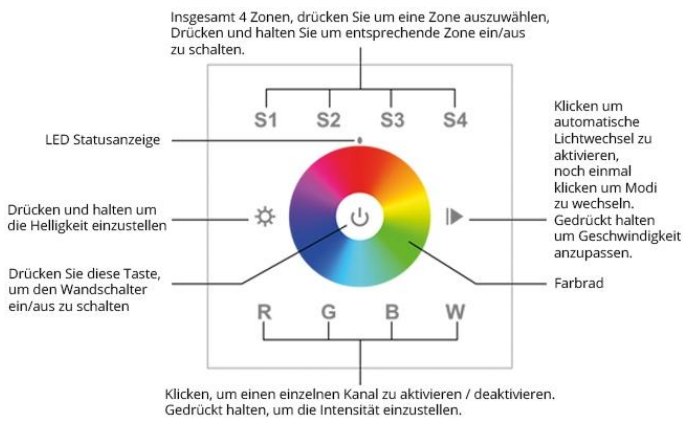 Insgesamt 4 Zonen, drücken Sie um eine Zone auszuwählen,
Drücken und halten Sie um entsprechende Zone ein/aus
zu schalten.
S1 S2 S3 S4
LED Statusanzeige
Klicken um
automatische
Lichtwechsel zu
aktivieren,
noch einmal
klicken um Modi
zu wechseln.
Gedrückt halten
um Geschwindigkeit
anzupassen.
Drücken und halten um
die Helligkeit einzustellen
Drücken Sie diese Taste,
um den Wandschalter
ein/aus zu schalten
Farbrad
R G B W
Klicken, um einen einzelnen Kanal zu aktivieren / deaktivieren.
Gedrückt halten, um die Intensität einzustellen.